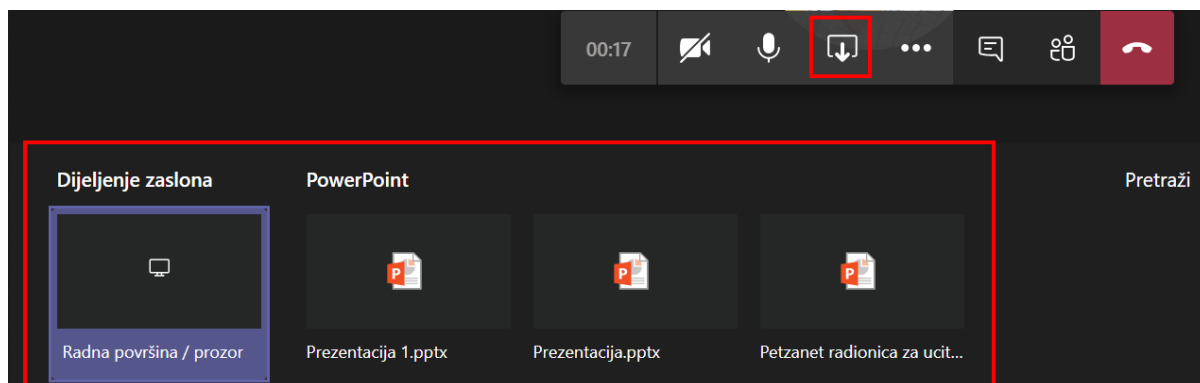 00:17
Dijeljenje zaslona PowerPoint Pretraži
Radna površina / prozor Prezentacija 1.pptx Prezentacija.pptx Petzanet radionica za ucit...